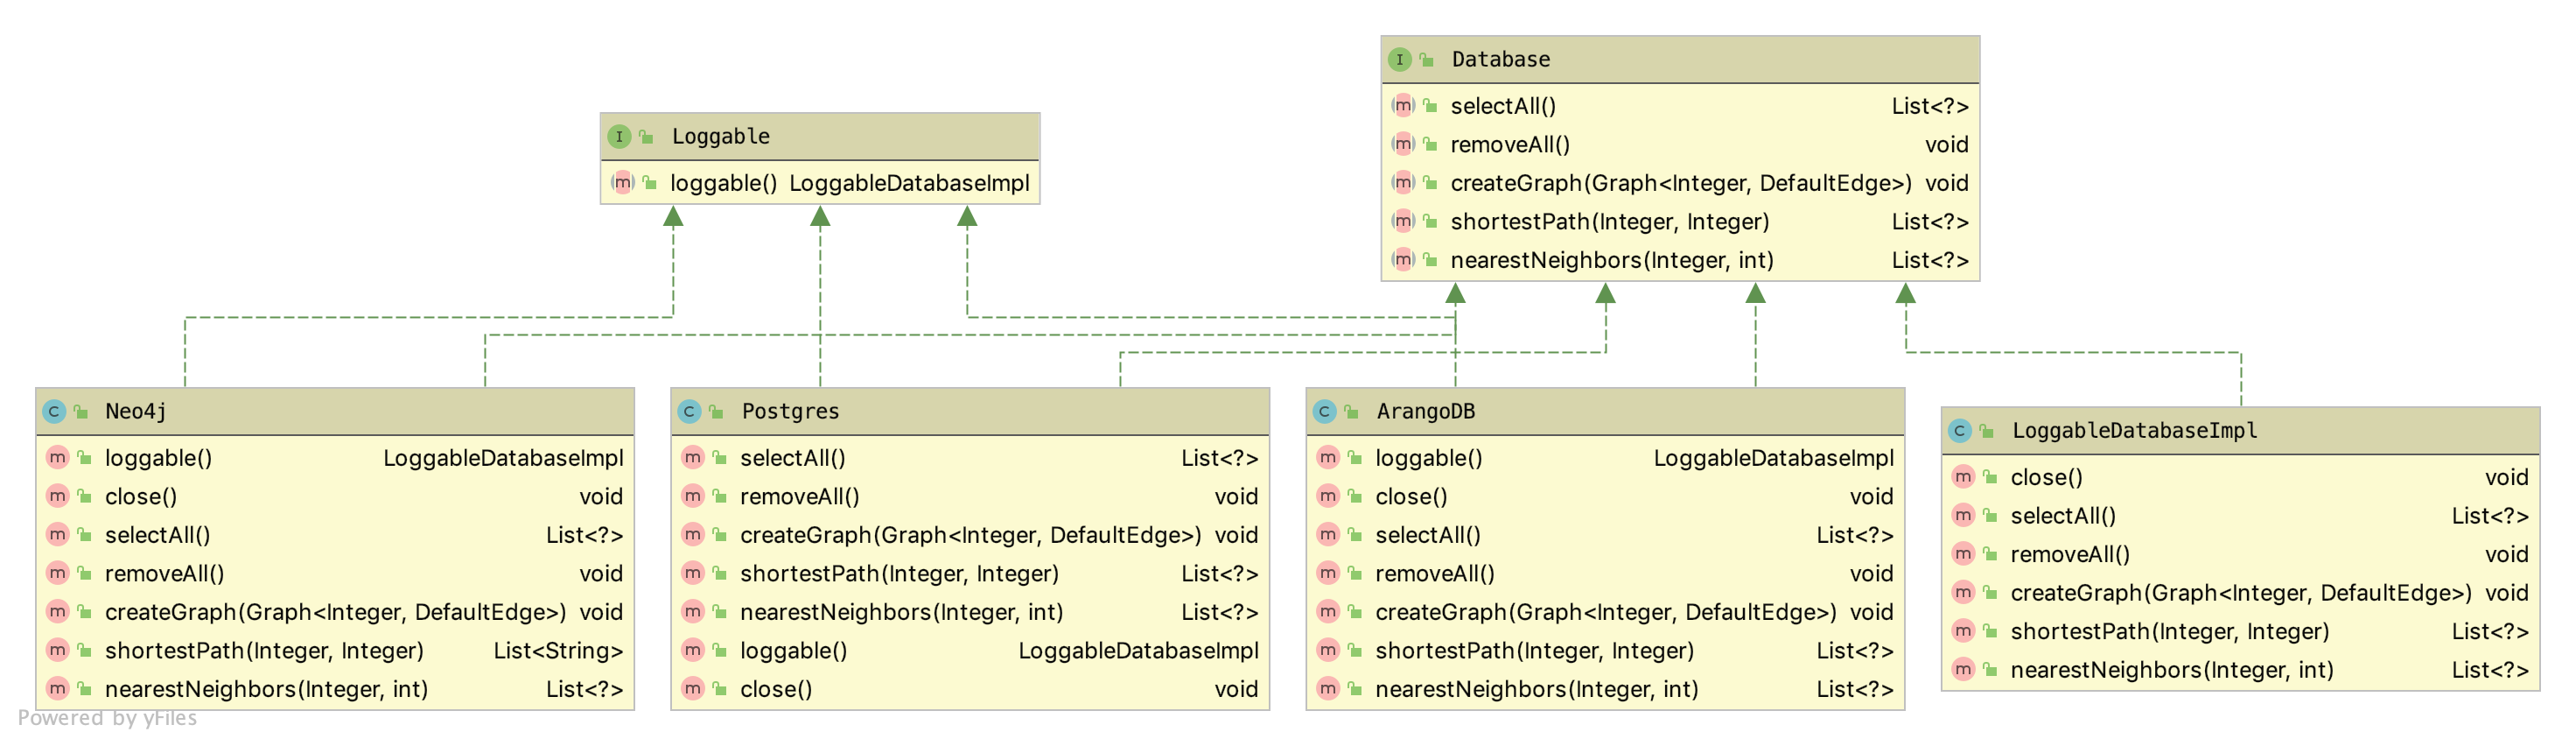 I Database
m selectAll() List<?>
m removeAll() void
m createGraph(Graph<Integer, DefaultEdge>) void
m shortestPath(Integer, Integer) List<?>
m nearestNeighbors(Integer, int) List<?>
I Loggable
m loggable() LoggableDatabaseImpl
C Neo4j
m loggable() LoggableDatabaseImpl
m close() void
m selectAll() List<?>
m removeAll() void
m createGraph(Graph<Integer, DefaultEdge>) void
m shortestPath(Integer, Integer) List<String>
m nearestNeighbors(Integer, int) List<?>
C Postgres
m selectAll() List<?>
m removeAll() void
m createGraph(Graph<Integer, DefaultEdge>) void
m shortestPath(Integer, Integer) List<?>
m nearestNeighbors(Integer, int) List<?>
m loggable() LoggableDatabaseImpl
m close() void
C ArangoDB
m loggable() LoggableDatabaseImpl
m close() void
m selectAll() List<?>
m removeAll() void
m createGraph(Graph<Integer, DefaultEdge>) void
m shortestPath(Integer, Integer) List<?>
m nearestNeighbors(Integer, int) List<?>
C LoggableDatabaseImpl
m close() void
m selectAll() List<?>
m removeAll() void
m createGraph(Graph<Integer, DefaultEdge>) void
m shortestPath(Integer, Integer) List<?>
m nearestNeighbors(Integer, int) List<?>
Powered by yFiles